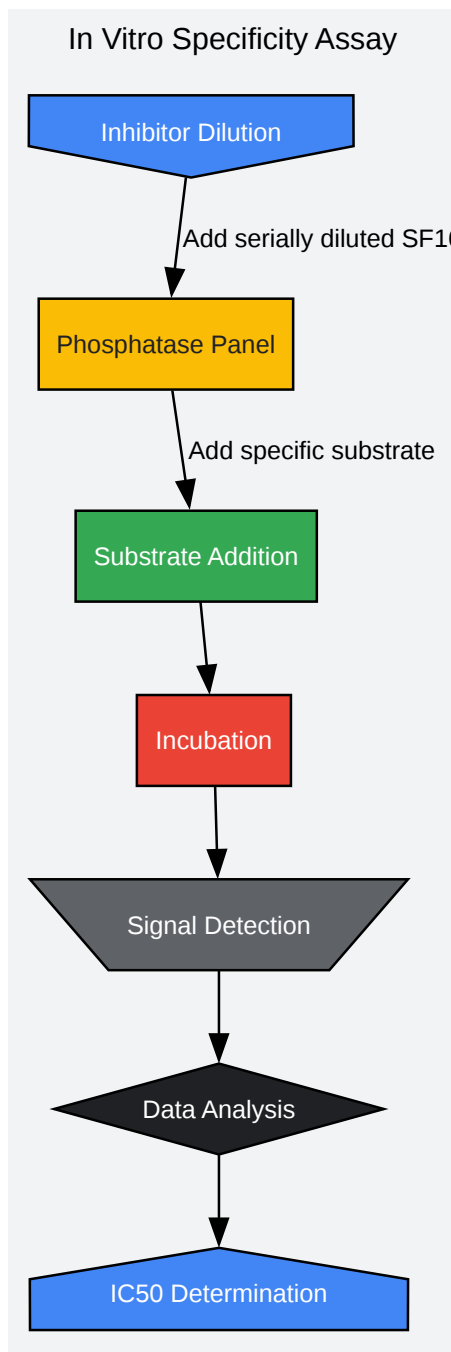 In Vitro Specificity Assay
Inhibitor Dilution
Add serially diluted
Phosphatase Panel
Add specific substrate
Substrate Addition
Incubation
Signal Detection
Data Analysis
IC50 Determination